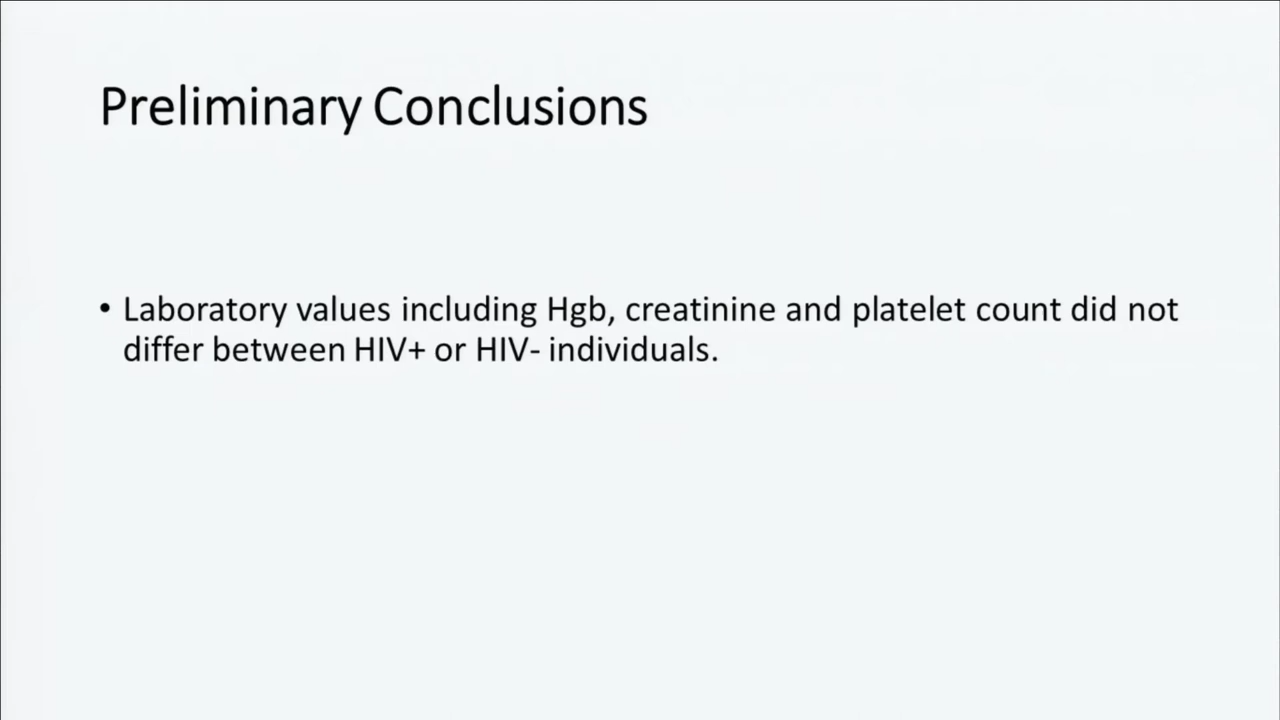 Preliminary Conclusions
• Laboratory values including Hgb, creatinine and platelet count did not
differ between HIV+ or HIV- individuals.